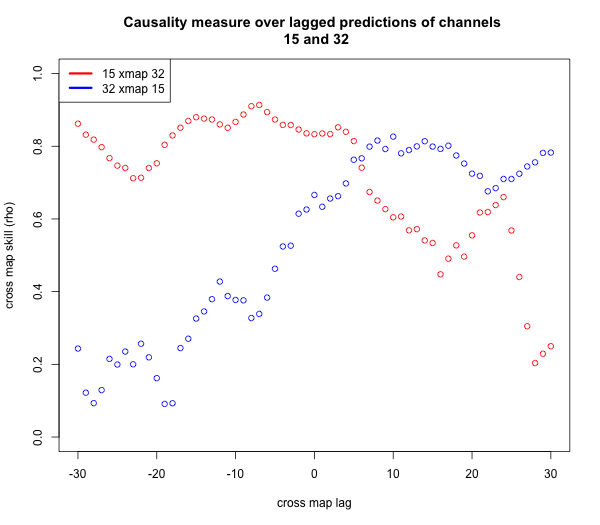 Causality measure over lagged predictions of channels
15 and 32
15 xmap 32
32 xmap 15
cross map skill (rho)
1.0
0.8
0.6
0.4
0.2
0.0
-30
-20
-10
0
10
20
30
cross map lag